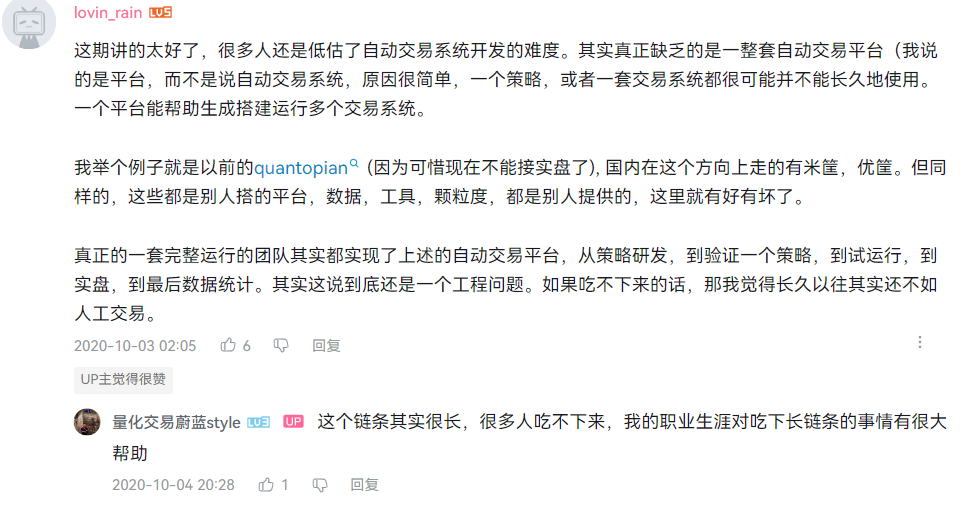 lovin_rain LV5
这期讲的太好了，很多人还是低估了自动交易系统开发的难度。其实真正缺乏的是一整套自动交易平台（我说
的是平台，而不是说自动交易系统，原因很简单，一个策略，或者一套交易系统都很可能并不能长久地使用。
一个平台能帮助生成搭建运行多个交易系统。
我举个例子就是以前的quantopian (因为可惜现在不能接实盘了), 国内在这个方向上走的有米筐，优筐。但同
样的，这些都是别人搭的平台，数据，工具，颗粒度，都是别人提供的，这里就有好有坏了。
真正的一套完整运行的团队其实都实现了上述的自动交易平台，从策略研发，到验证一个策略，到试运行，到
实盘，到最后数据统计。其实这说到底还是一个工程问题。如果吃不下来的话，那我觉得长久以往其实还不如
人工交易。
2020-10-03 02:05 6 回复
UP主觉得很赞
量化交易蔚蓝style LV3 UP 这个链条其实很长，很多人吃不下来，我的职业生涯对吃下长链条的事情有很大
帮助
2020-10-04 20:28 1 回复